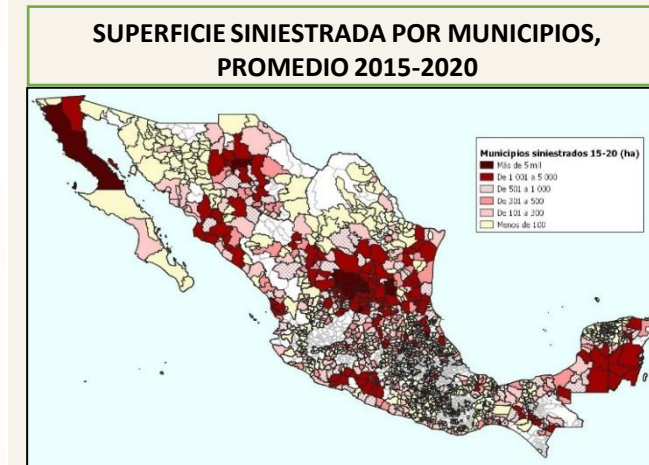 SUPERFICIE SINIESTRADA POR MUNICIPIOS,
PROMEDIO 2015-2020
Municipios siniestrados 15-20 (ha)
Más de 5 mil
De 1 001 a 5 000
De 501 a 1 000
De 301 a 500
De 101 a 300
Menos de 100